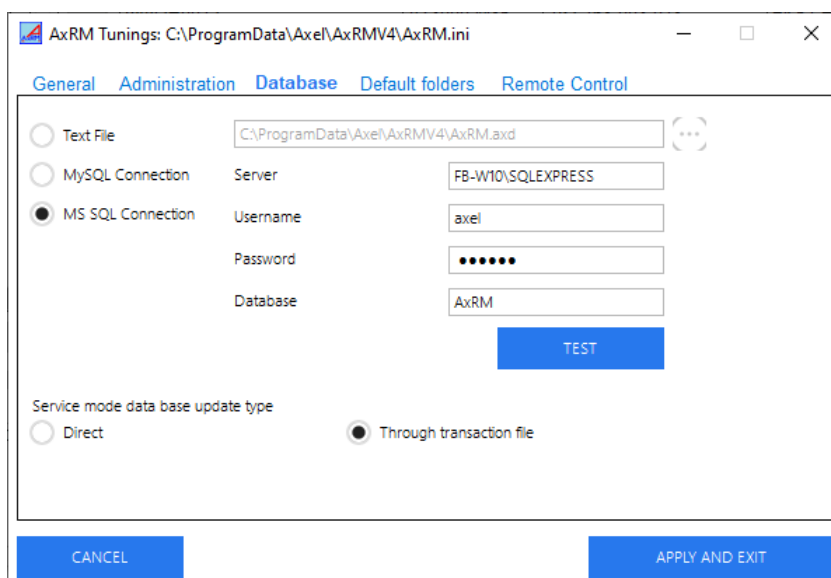 AxRM Tunings: C:\ProgramData\Axel\AxRMV4\AxRM.ini
General Administration Database Default folders Remote Control
Text File C:\ProgramData\Axel\AxRMV4\AxRM.axd
MySQL Connection Server FB-W10\SQLEXPRESS
MS SQL Connection Username axel
Password ●●●●●●
Database AxRM
TEST
Service mode data base update type
Direct Through transaction file
CANCEL APPLY AND EXIT